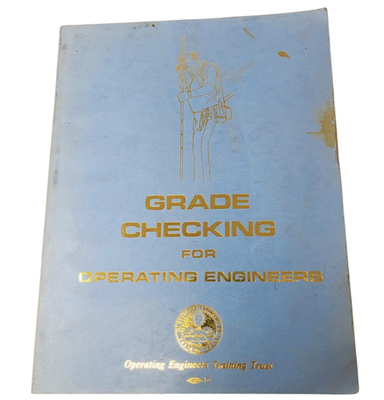 GRADE
CHECKING
FOR
OPERATING ENGINEERS
Operating Engineers Training Trust